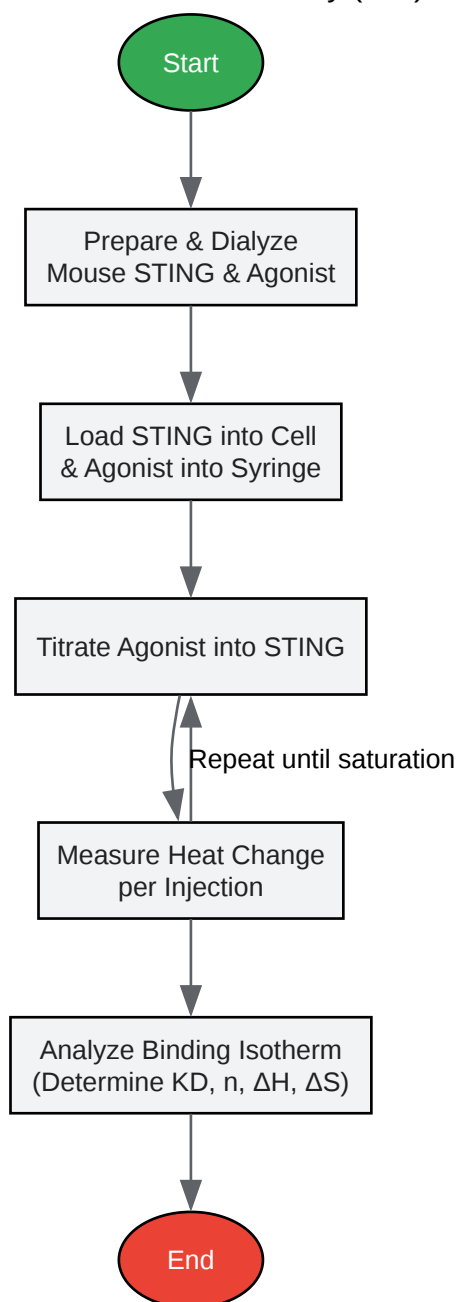 Start
Prepare & Dialyze
Mouse STING & Agonist
Load STING into Cell
& Agonist into Syringe
Titrate Agonist into STING
Repeat until saturation
Measure Heat Change
per Injection
Analyze Binding Isotherm
(Determine KD, n, ΔH, ΔS)
End